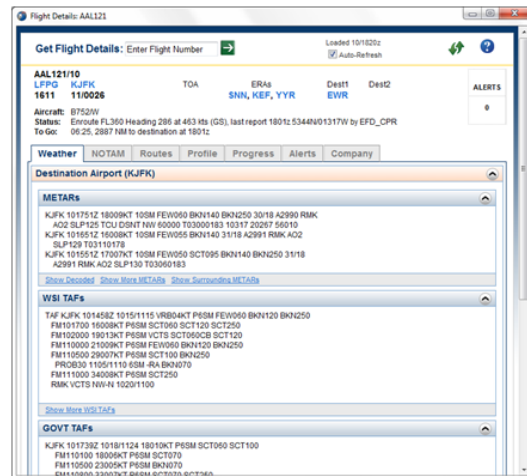 Flight Details: AAL121
Get Flight Details: Enter Flight Number
Loaded 10/1820z
Auto-Refresh
AAL121/10
LFPG KJFK TOA ERAs Dest1 Dest2
1611 11/0026 SNN, KEF, YYR EWR
ALERTS
0
Aircraft: B752/W
Status: Enroute FL360 Heading 286 at 463 kts (GS), last report 1801z 5344N/01317W by EFD_CPR
To Go: 06:25, 2887 NM to destination at 1801z
Weather NOTAM Routes Profile Progress Alerts Company
Destination Airport (KJFK)
METARs
KJFK 101751Z 18009KT 10SM FEW060 BKN140 BKN250 30/18 A2990 RMK
AO2 SLP125 TCU DSNT NW 60000 T03000183 10317 20267 56010
KJFK 101651Z 16008KT 10SM FEW055 BKN140 31/18 A2991 RMK AO2
SLP129 T03110178
KJFK 101551Z 17007KT 10SM FEW050 SCT095 BKN140 BKN250 31/18
A2991 RMK AO2 SLP130 T03060183
Show Decoded Show More METARs Show Surrounding METARs
WSI TAFs
TAF KJFK 101458Z 1015/1115 VRB04KT P6SM FEW060 BKN120 BKN250
FM101700 16008KT P6SM SCT060 SCT120 SCT250
FM102000 19013KT P6SM VCTS SCT060CB SCT120
FM110000 21009KT P6SM FEW060 BKN120 BKN250
FM110500 29007KT P6SM SCT100 BKN250
PROB30 1105/1110 6SM -RA BKN070
FM111000 34008KT P6SM SCT250
RMK VCTS NW-N 1020/1100
Show More WSI TAFs
GOVT TAFs
KJFK 101739Z 1018/1124 18010KT P6SM SCT060 SCT100
FM110100 18006KT P6SM SCT070
FM110500 23005KT P6SM BKN070